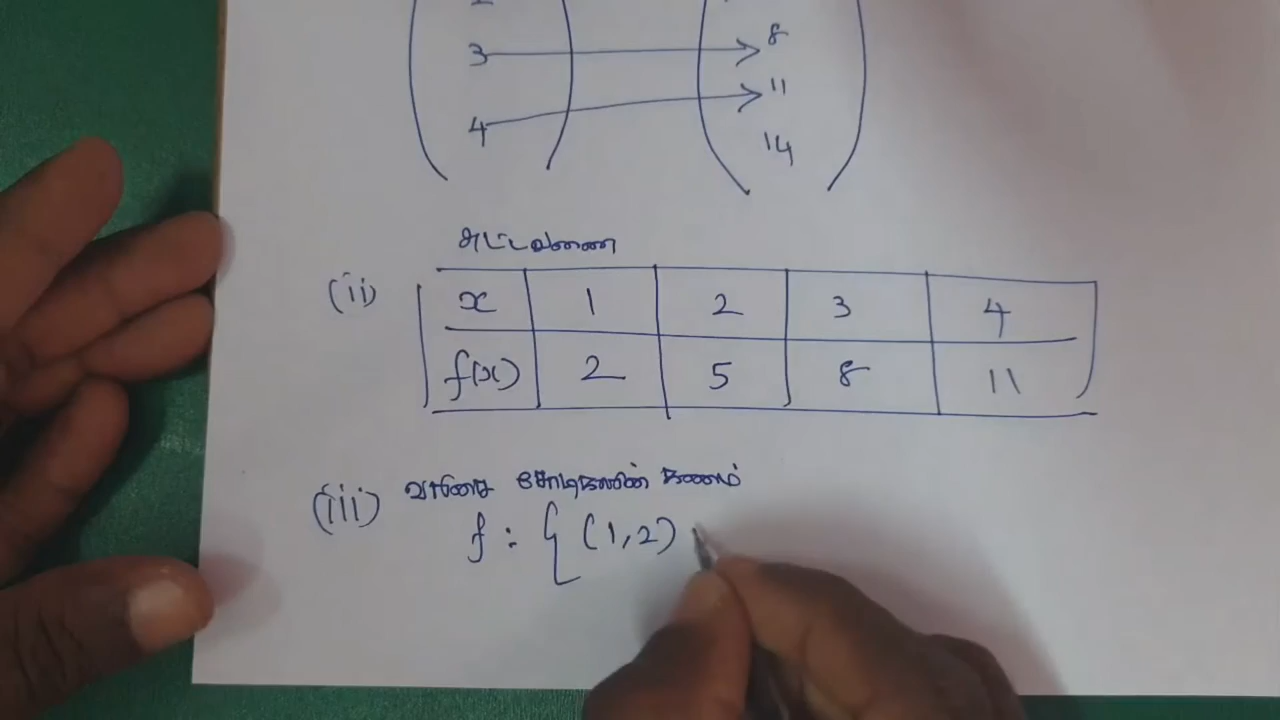 3 8
4 11
14
அட்டவணை
(ii) x 1 2 3 4
f(x) 2 5 8 11
(iii) வரிசை சோடிகளின் கணம்
f : { (1,2)